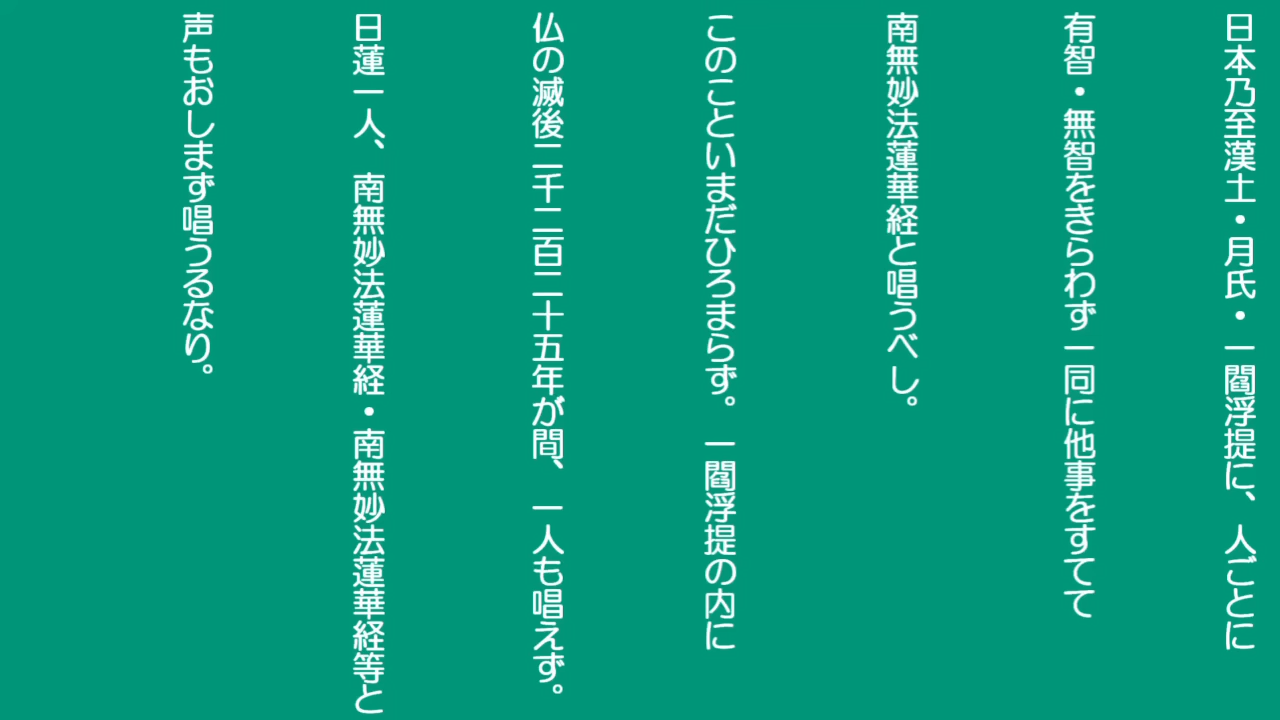 日本乃至漢土・月氏・一閻浮提に、人ごとに
有智・無智をきらわず一同に他事をすてて
南無妙法蓮華経と唱うべし。
このこといまだひろまらず。一閻浮提の内に
仏の滅後二千二百二十五年が間、一人も唱えず。
日蓮一人、南無妙法蓮華経・南無妙法蓮華経等と
声もおしまず唱うるなり。